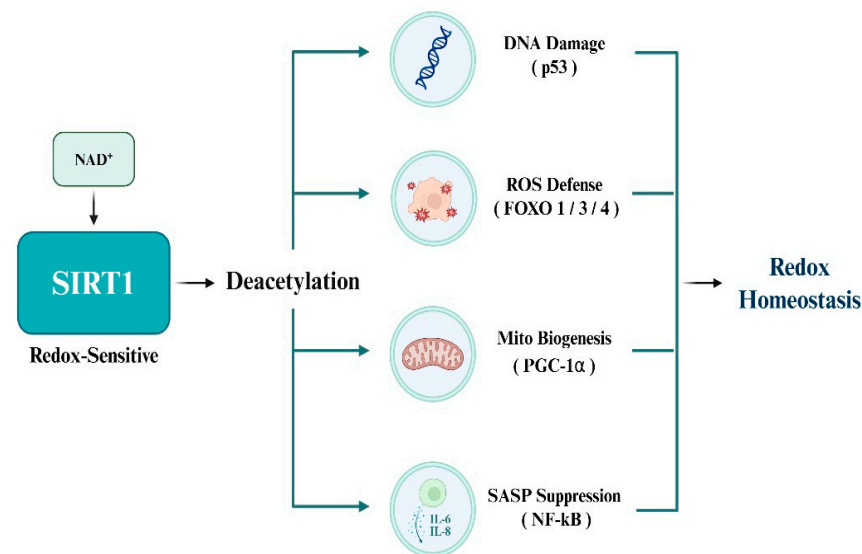 NAD⁺
SIRT1
Redox-Sensitive
Deacetylation
DNA Damage
( p53 )
ROS Defense
( FOXO 1 / 3 / 4 )
Mito Biogenesis
( PGC-1α )
IL-6
IL-8
SASP Suppression
( NF-kB )
Redox
Homeostasis